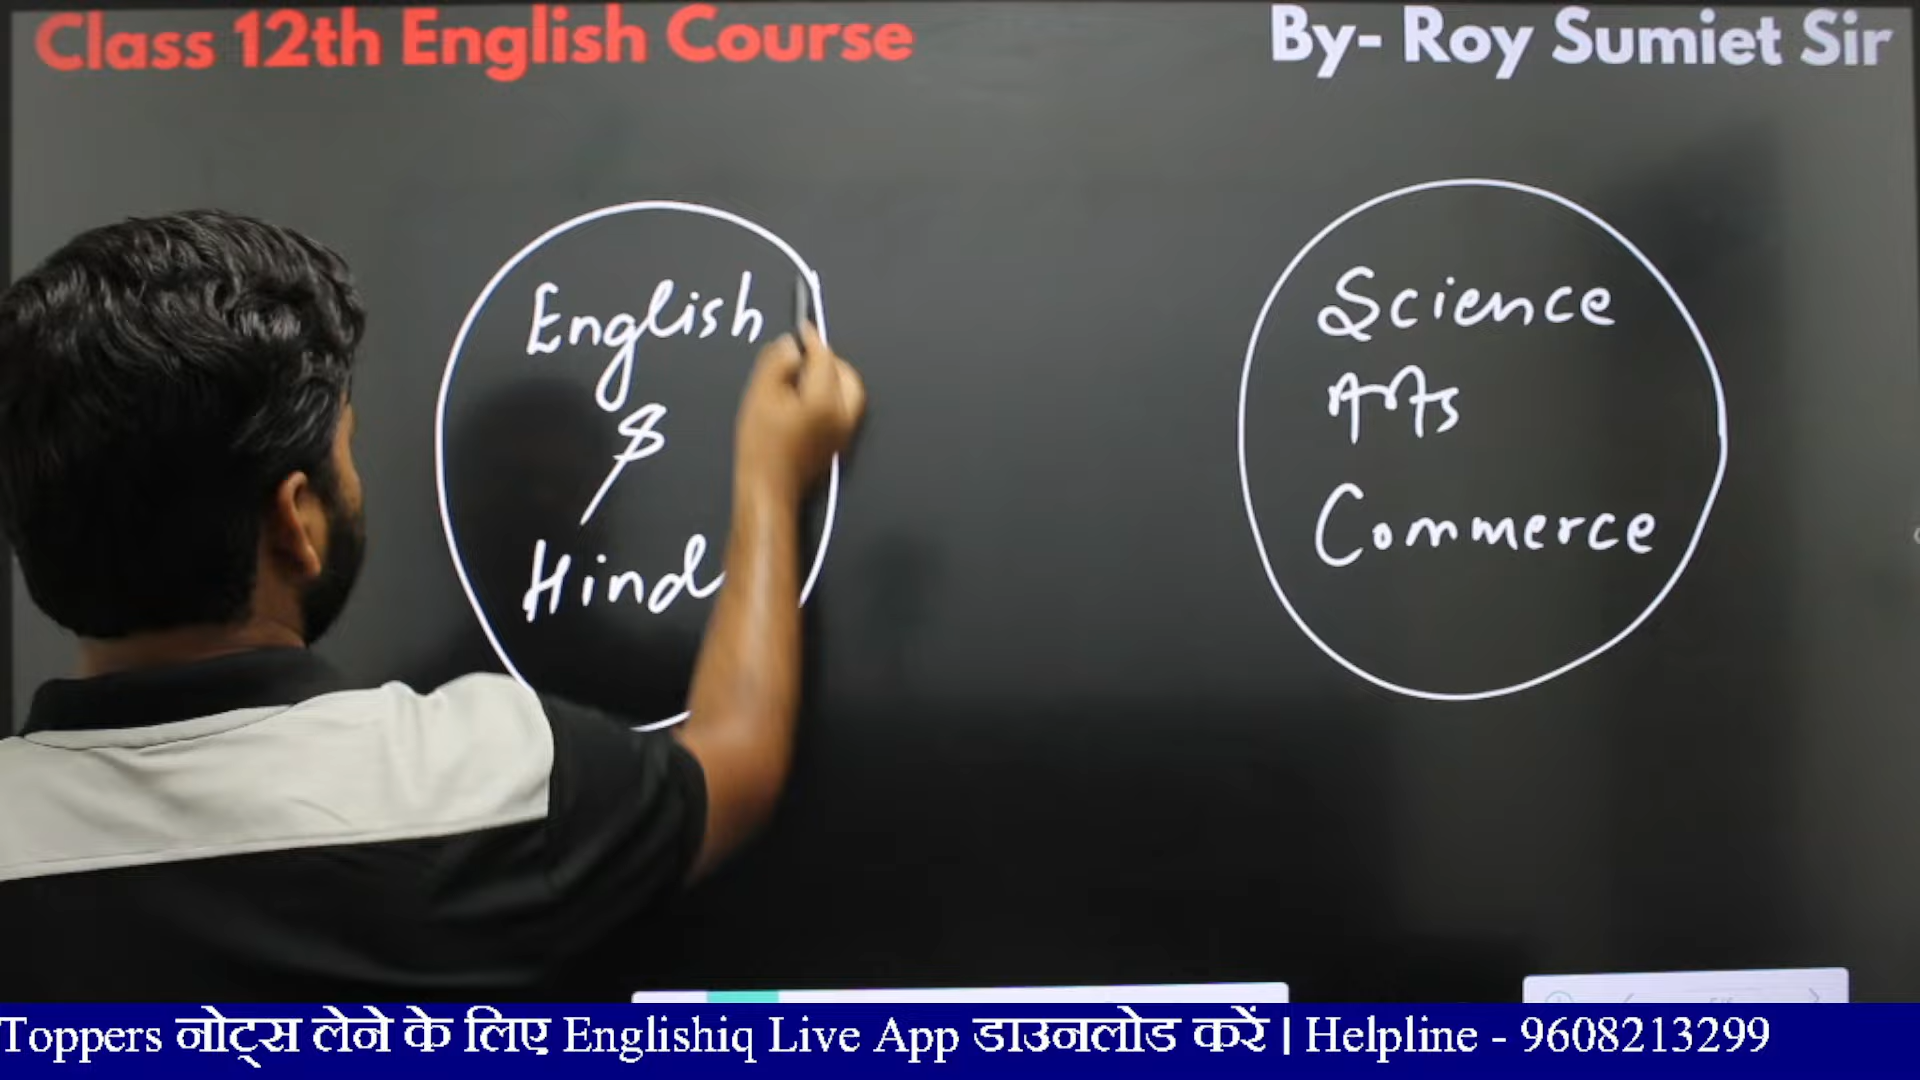 Class 12th English Course
By- Roy Sumiet Sir
English
&
Hind
Science
Arts
Commerce
Toppers नोट्स लेने के लिए Englishiq Live App डाउनलोड करें | Helpline - 9608213299